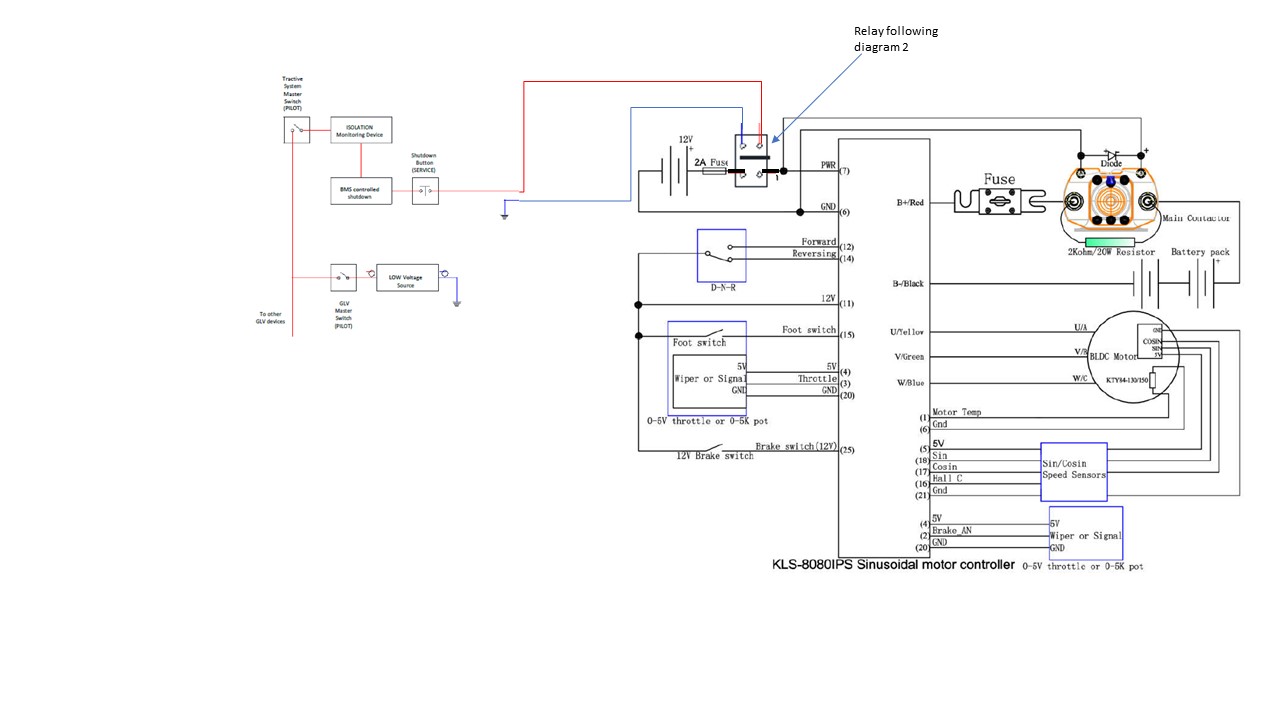 Relay following
diagram 2
Tractive
System
Master
Switch
(PILOT)
ISOLATION
Monitoring Device
Shutdown
Button
(SERVICE)
BMS controlled
shutdown
GLV
Master
Switch
(PILOT)
LOW Voltage
Source
To other
GLV devices
12V
+
2A Fuse
PWR
(7)
GND
(6)
Forward
(12)
Reversing
(14)
D-N-R
12V
(11)
Foot switch
(15)
Foot switch
5V
(4)
Wiper or Signal
Throttle
(3)
GND
GND
(20)
0-5V throttle or 0-5K pot
Brake switch(12V)
(25)
12V Brake switch
B+/Red
Fuse
+
Diode
Main Contactor
2Kohm/20W Resistor
Battery pack
+
B-/Black
U/Yellow
U/A
V/Green
V/B
W/Blue
W/C
BLDC Motor
GND
COSIN
SIN
5V
KTY84-130/150
(1)
Motor Temp
(6)
Gnd
(5)
5V
(18)
Sin
(17)
Cosin
(16)
Hall C
(21)
Gnd
Sin/Cosin
Speed Sensors
(4)
5V
5V
(2)
Brake_AN
Wiper or Signal
(20)
GND
GND
0-5V throttle or 0-5K pot
KLS-8080IPS Sinusoidal motor controller